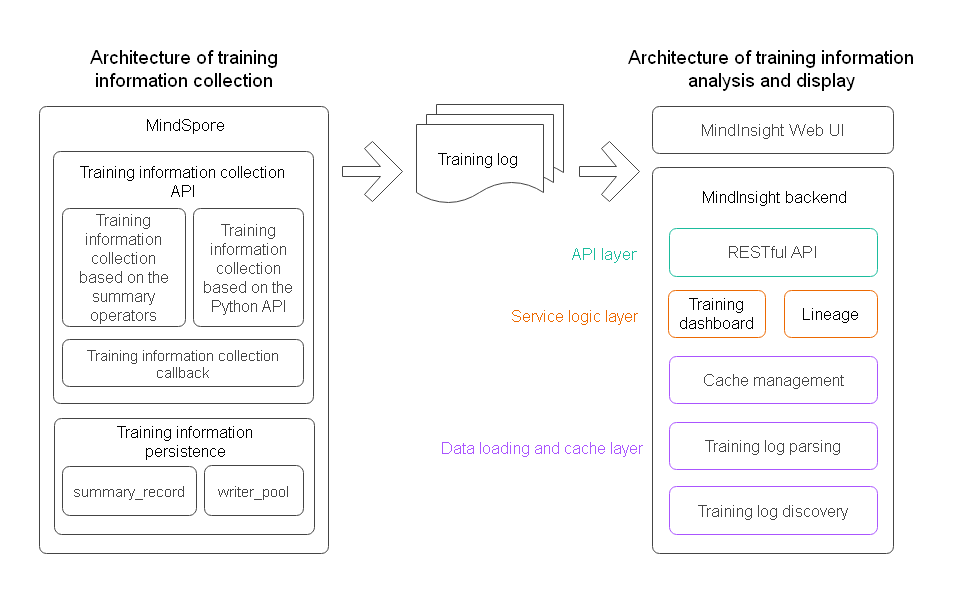 Architecture of training
information collection
MindSpore
Training information collection
API
Training
information
collection
based on the
summary
operators
Training
information
collection
based on the
Python API
Training information collection
callback
Training information
persistence
summary_record
writer_pool
Training log
Architecture of training information
analysis and display
MindInsight Web UI
MindInsight backend
API layer
RESTful API
Service logic layer
Training
dashboard
Lineage
Cache management
Data loading and cache layer
Training log parsing
Training log discovery